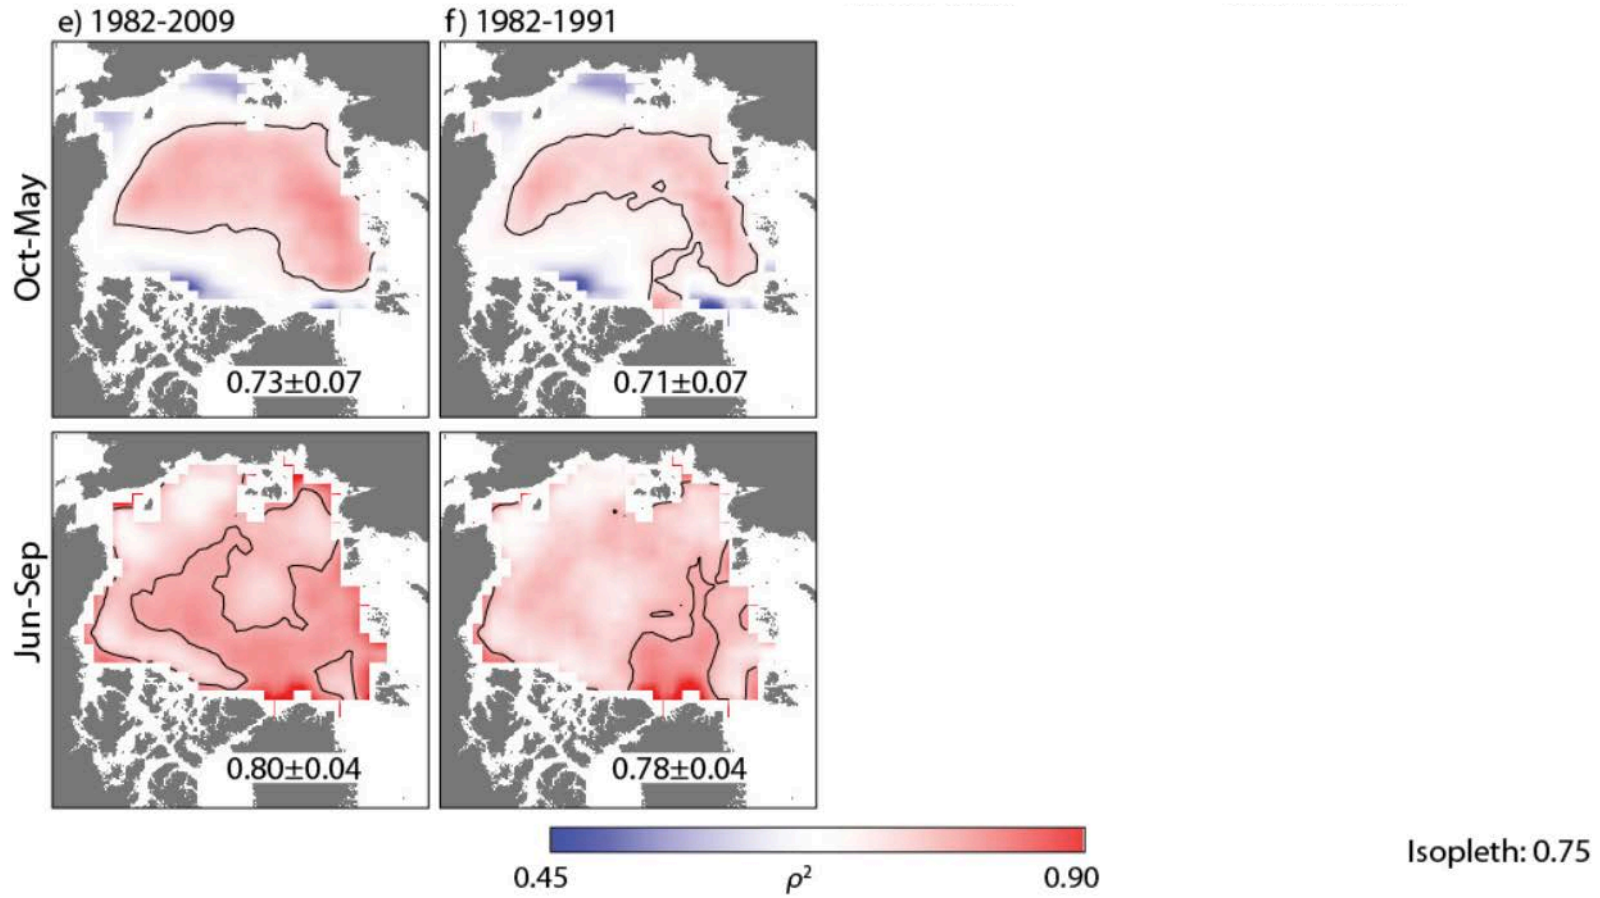 e) 1982-2009
f) 1982-1991
Oct-May
0.73±0.07
0.71±0.07
Jun-Sep
0.80±0.04
0.78±0.04
0.45
ρ²
0.90
Isopleth: 0.75